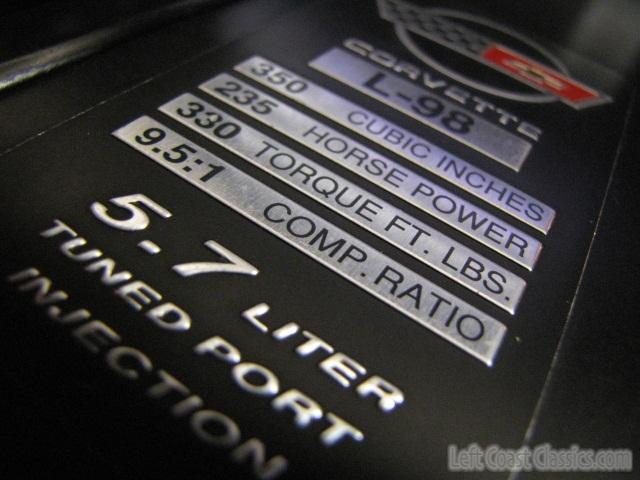 CORVETTE
L-98
350 CUBIC INCHES
235 HORSE POWER
330 TORQUE FT. LBS.
9.5:1 COMP. RATIO
5.7 LITER
TUNED PORT
INJECTION
Left Coast Classics.com